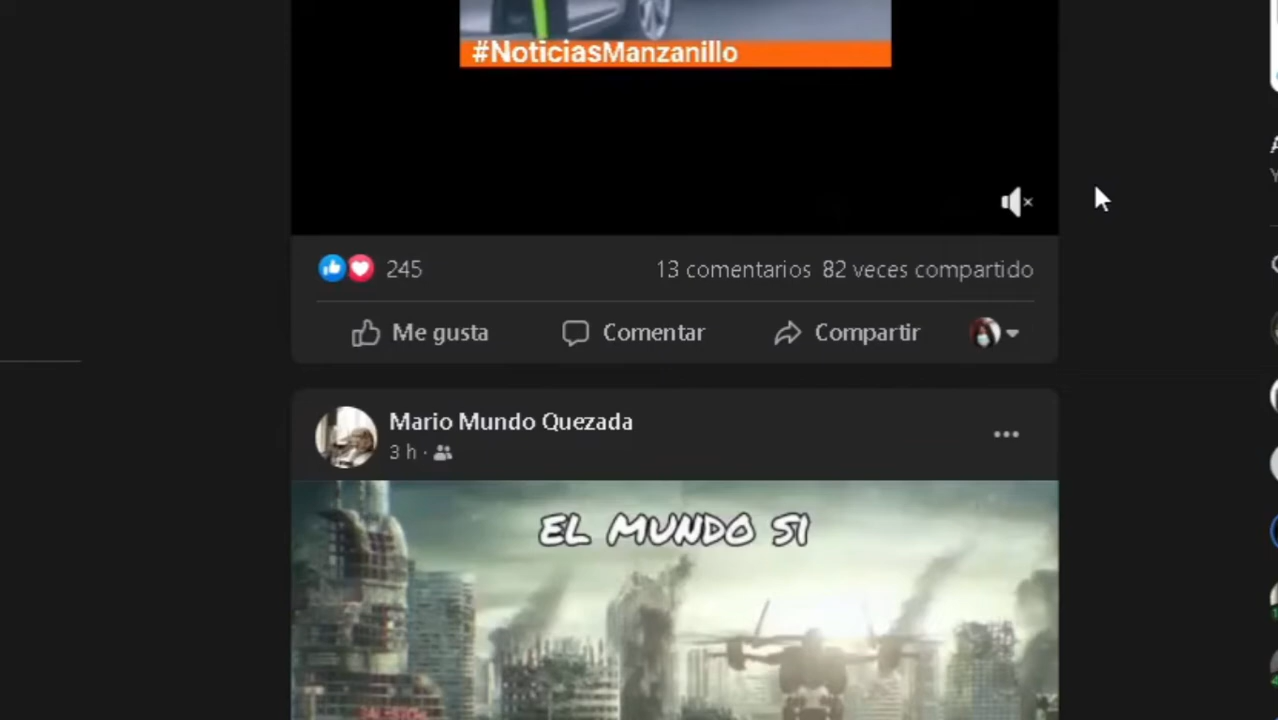 #NoticiasManzanillo
245
13 comentarios 82 veces compartido
Me gusta
Comentar
Compartir
Mario Mundo Quezada
3 h ·
EL MUNDO SI